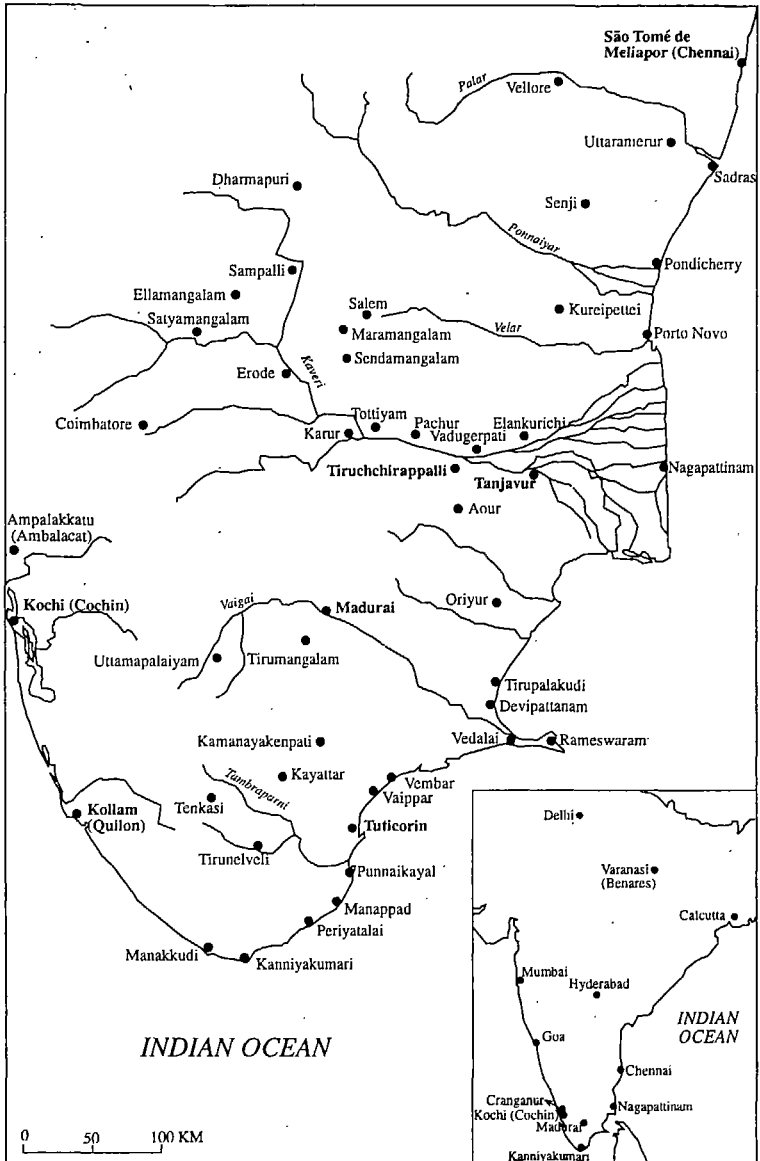 São Tomé de
Meliapor (Chennai)
Palar
Vellore
Uttaramerur
Sadras
Dharmapuri
Senji
Ponnaiyar
Sampalli
Pondicherry
Ellamangalam
Salem
Kureipettei
Satyamangalam
Maramangalam
Velar
Porto Novo
Sendamangalam
Erode
Kaveri
Coimbatore
Tottiyam
Pachur
Elankurichi
Karur
Vadugerpati
Tiruchchirappalli
Tanjavur
Nagapattinam
Aour
Ampalakkatu
(Ambalacat)
Kochi (Cochin)
Vaigai
Madurai
Oriyur
Uttamapalaiyam
Tirumangalam
Tirupalakudi
Devipattanam
Kamanayakenpati
Vedalai
Rameswaram
Kayattar
Vembar
Tambraparni
Vaippar
Tenkasi
Kollam
(Quilon)
Tuticorin
Tirunelveli
Punnaikayal
Manappad
Periyatalai
Manakkudi
Kanniyakumari
INDIAN OCEAN
0 50 100 KM
Delhi
Varanasi
(Benares)
Calcutta
Mumbai
Hyderabad
INDIAN
OCEAN
Goa
Chennai
Cranganur
Kochi (Cochin)
Nagapattinam
Madurai
Kanniyakumari